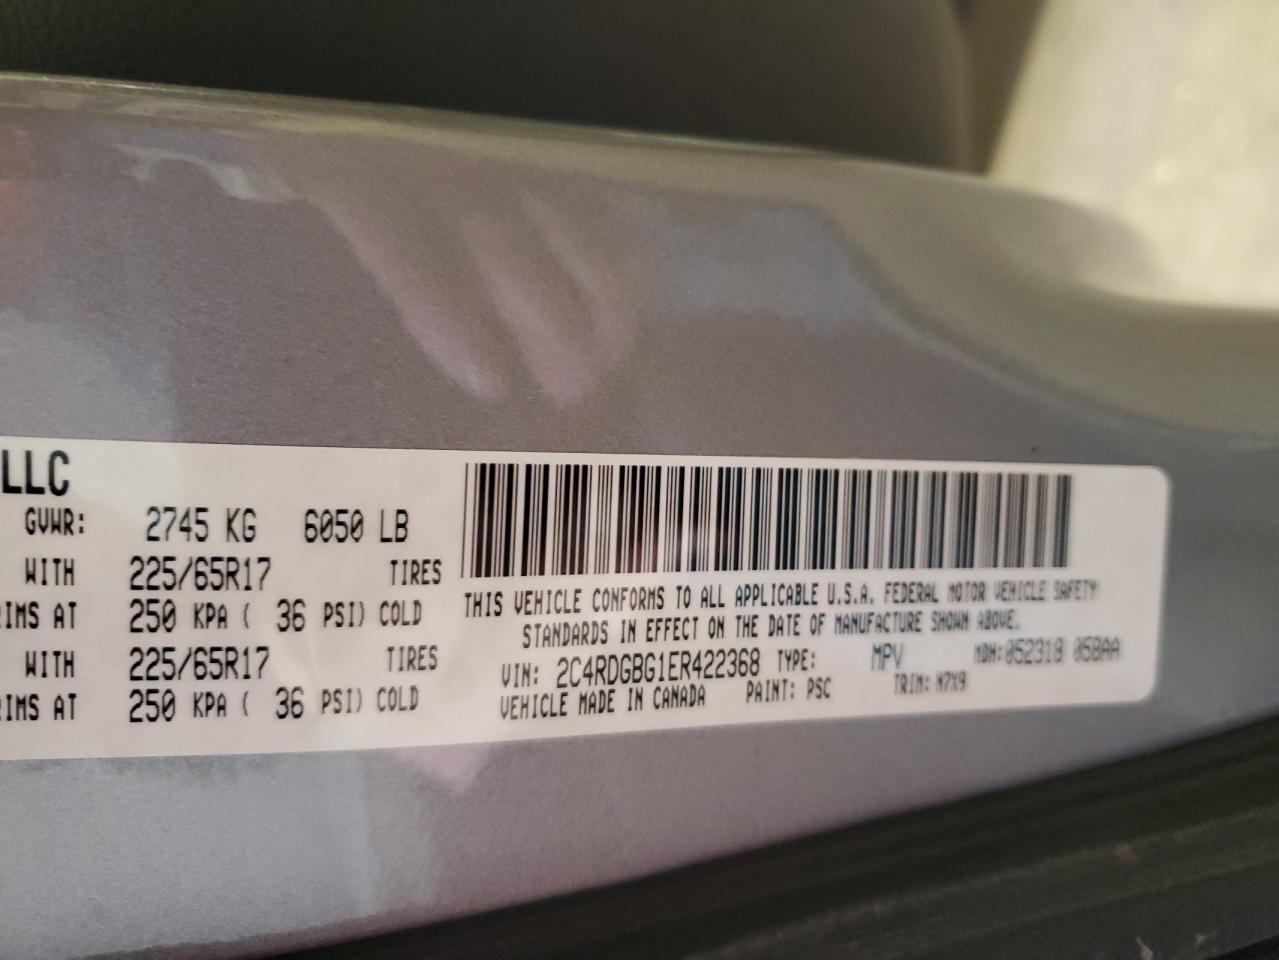 LLC
GVWR: 2745 KG 6050 LB
WITH 225/65R17 TIRES
RIMS AT 250 KPA ( 36 PSI) COLD
WITH 225/65R17 TIRES
RIMS AT 250 KPA ( 36 PSI) COLD
THIS VEHICLE CONFORMS TO ALL APPLICABLE U.S.A. FEDERAL MOTOR VEHICLE SAFETY
STANDARDS IN EFFECT ON THE DATE OF MANUFACTURE SHOWN ABOVE.
VIN: 2C4RDGBG1ER422368 TYPE: MPV MDH:052318 058AA
VEHICLE MADE IN CANADA PAINT: PSC TRIM: